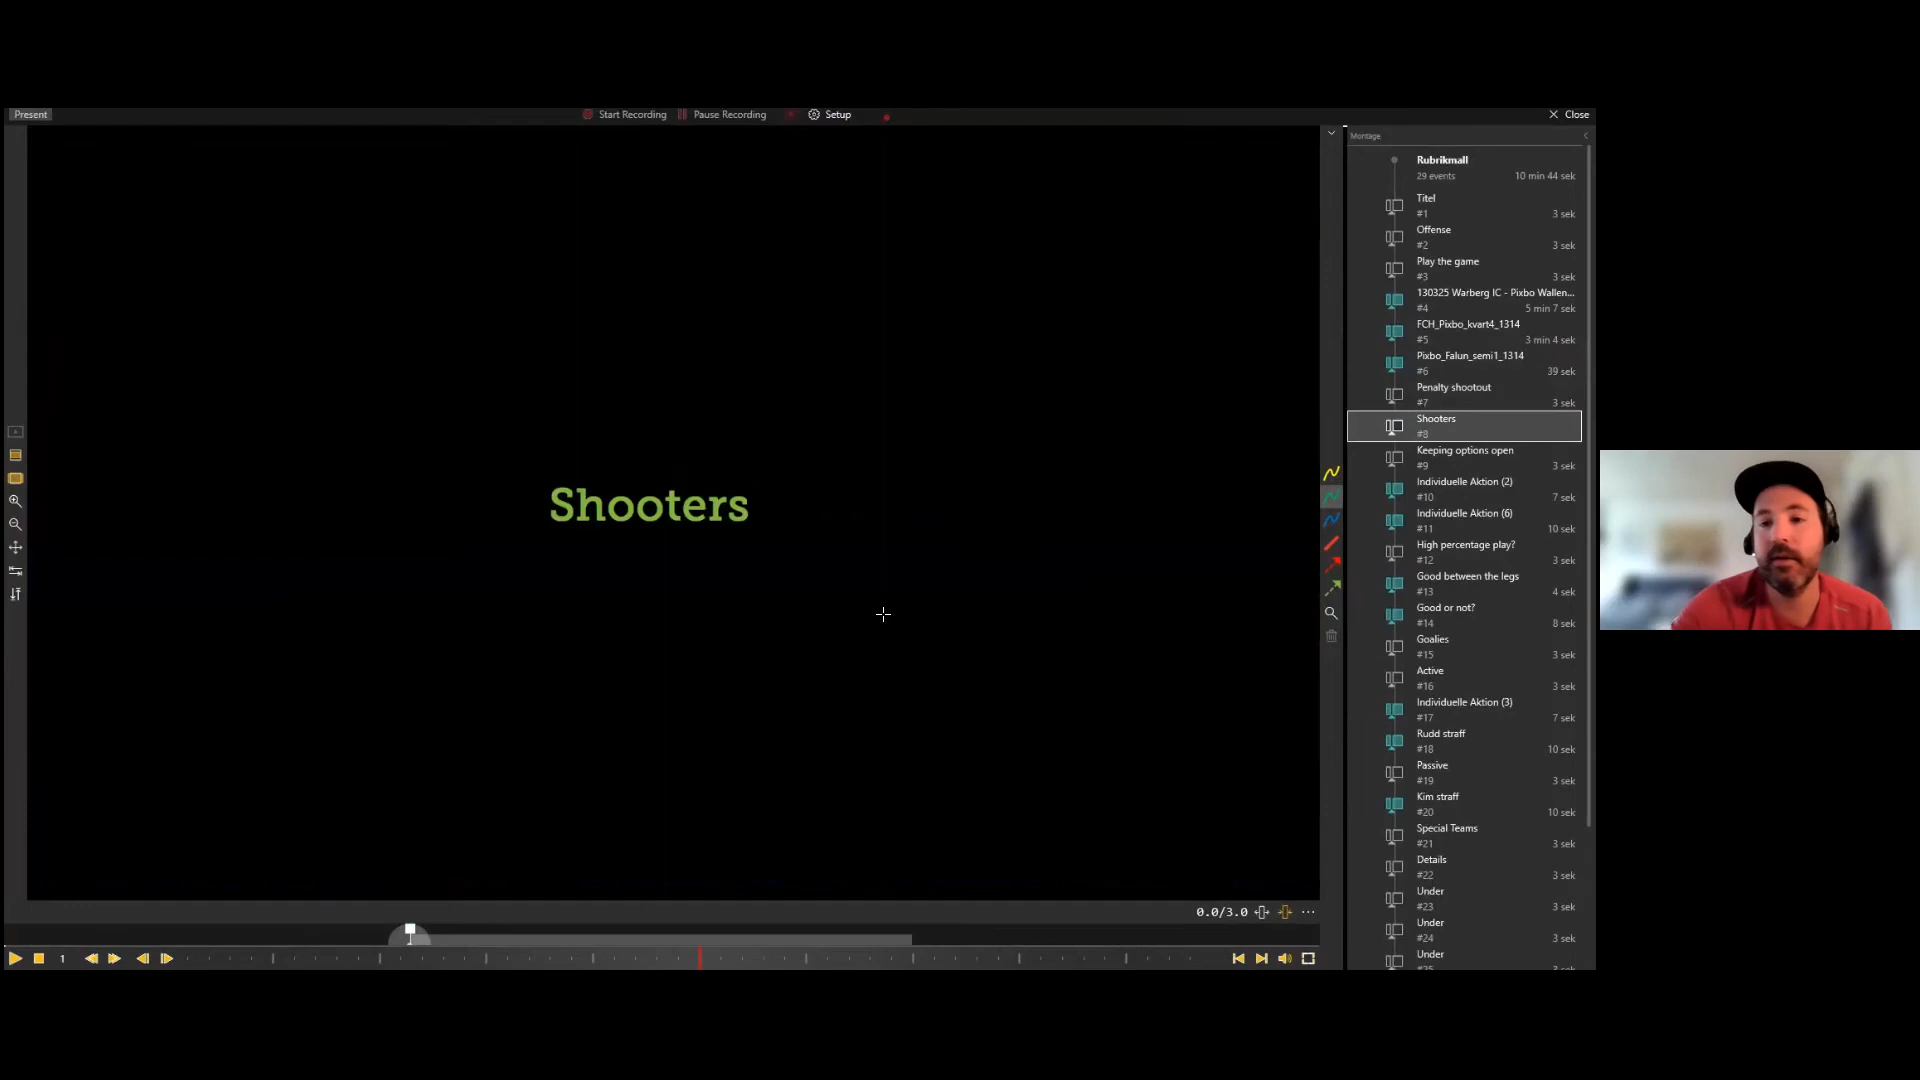 Present
Start Recording
Pause Recording
Setup
Close
Montage
Rubrikmall
29 events 10 min 44 sek
Titel
#1 3 sek
Offense
#2 3 sek
Play the game
#3 3 sek
130325 Warberg IC - Pixbo Wallen...
#4 5 min 7 sek
FCH_Pixbo_kvart4_1314
#5 3 min 4 sek
Pixbo_Falun_semi1_1314
#6 39 sek
Penalty shootout
#7 3 sek
Shooters
#8
Keeping options open
#9 3 sek
Individuelle Aktion (2)
#10 7 sek
Individuelle Aktion (6)
#11 10 sek
High percentage play?
#12 3 sek
Good between the legs
#13 4 sek
Good or not?
#14 8 sek
Goalies
#15 3 sek
Active
#16 3 sek
Individuelle Aktion (3)
#17 7 sek
Rudd straff
#18 10 sek
Passive
#19 3 sek
Kim straff
#20 10 sek
Special Teams
#21 3 sek
Details
#22 3 sek
Under
#23 3 sek
Under
#24 3 sek
Under
Shooters
0.0/3.0
1